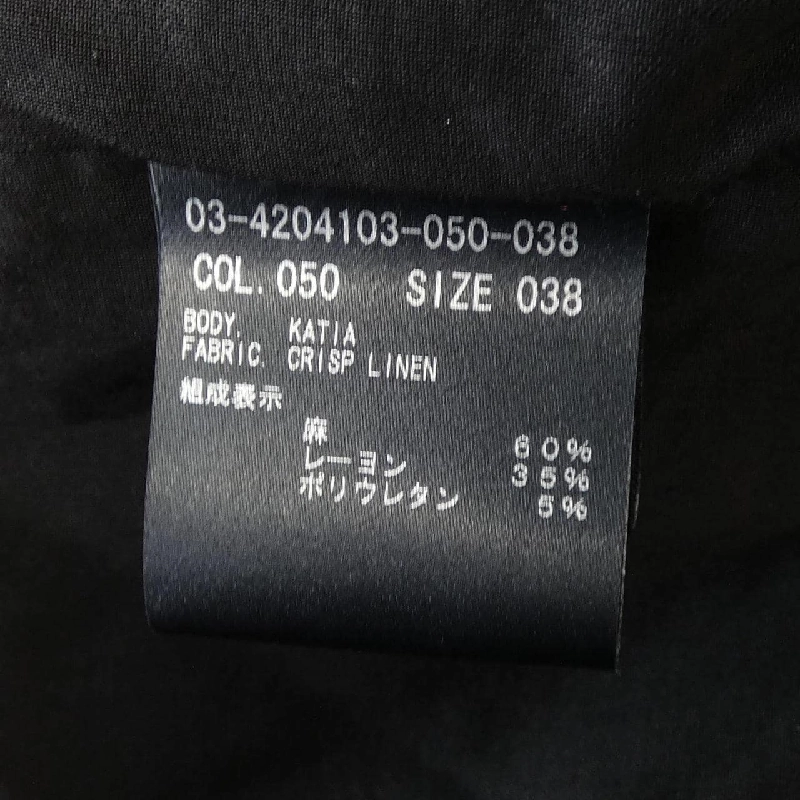 03-4204103-050-038
COL. 050 SIZE 038
BODY. KATIA
FABRIC. CRISP LINEN
組成表示
麻 60%
レーヨン 35%
ポリウレタン 5%